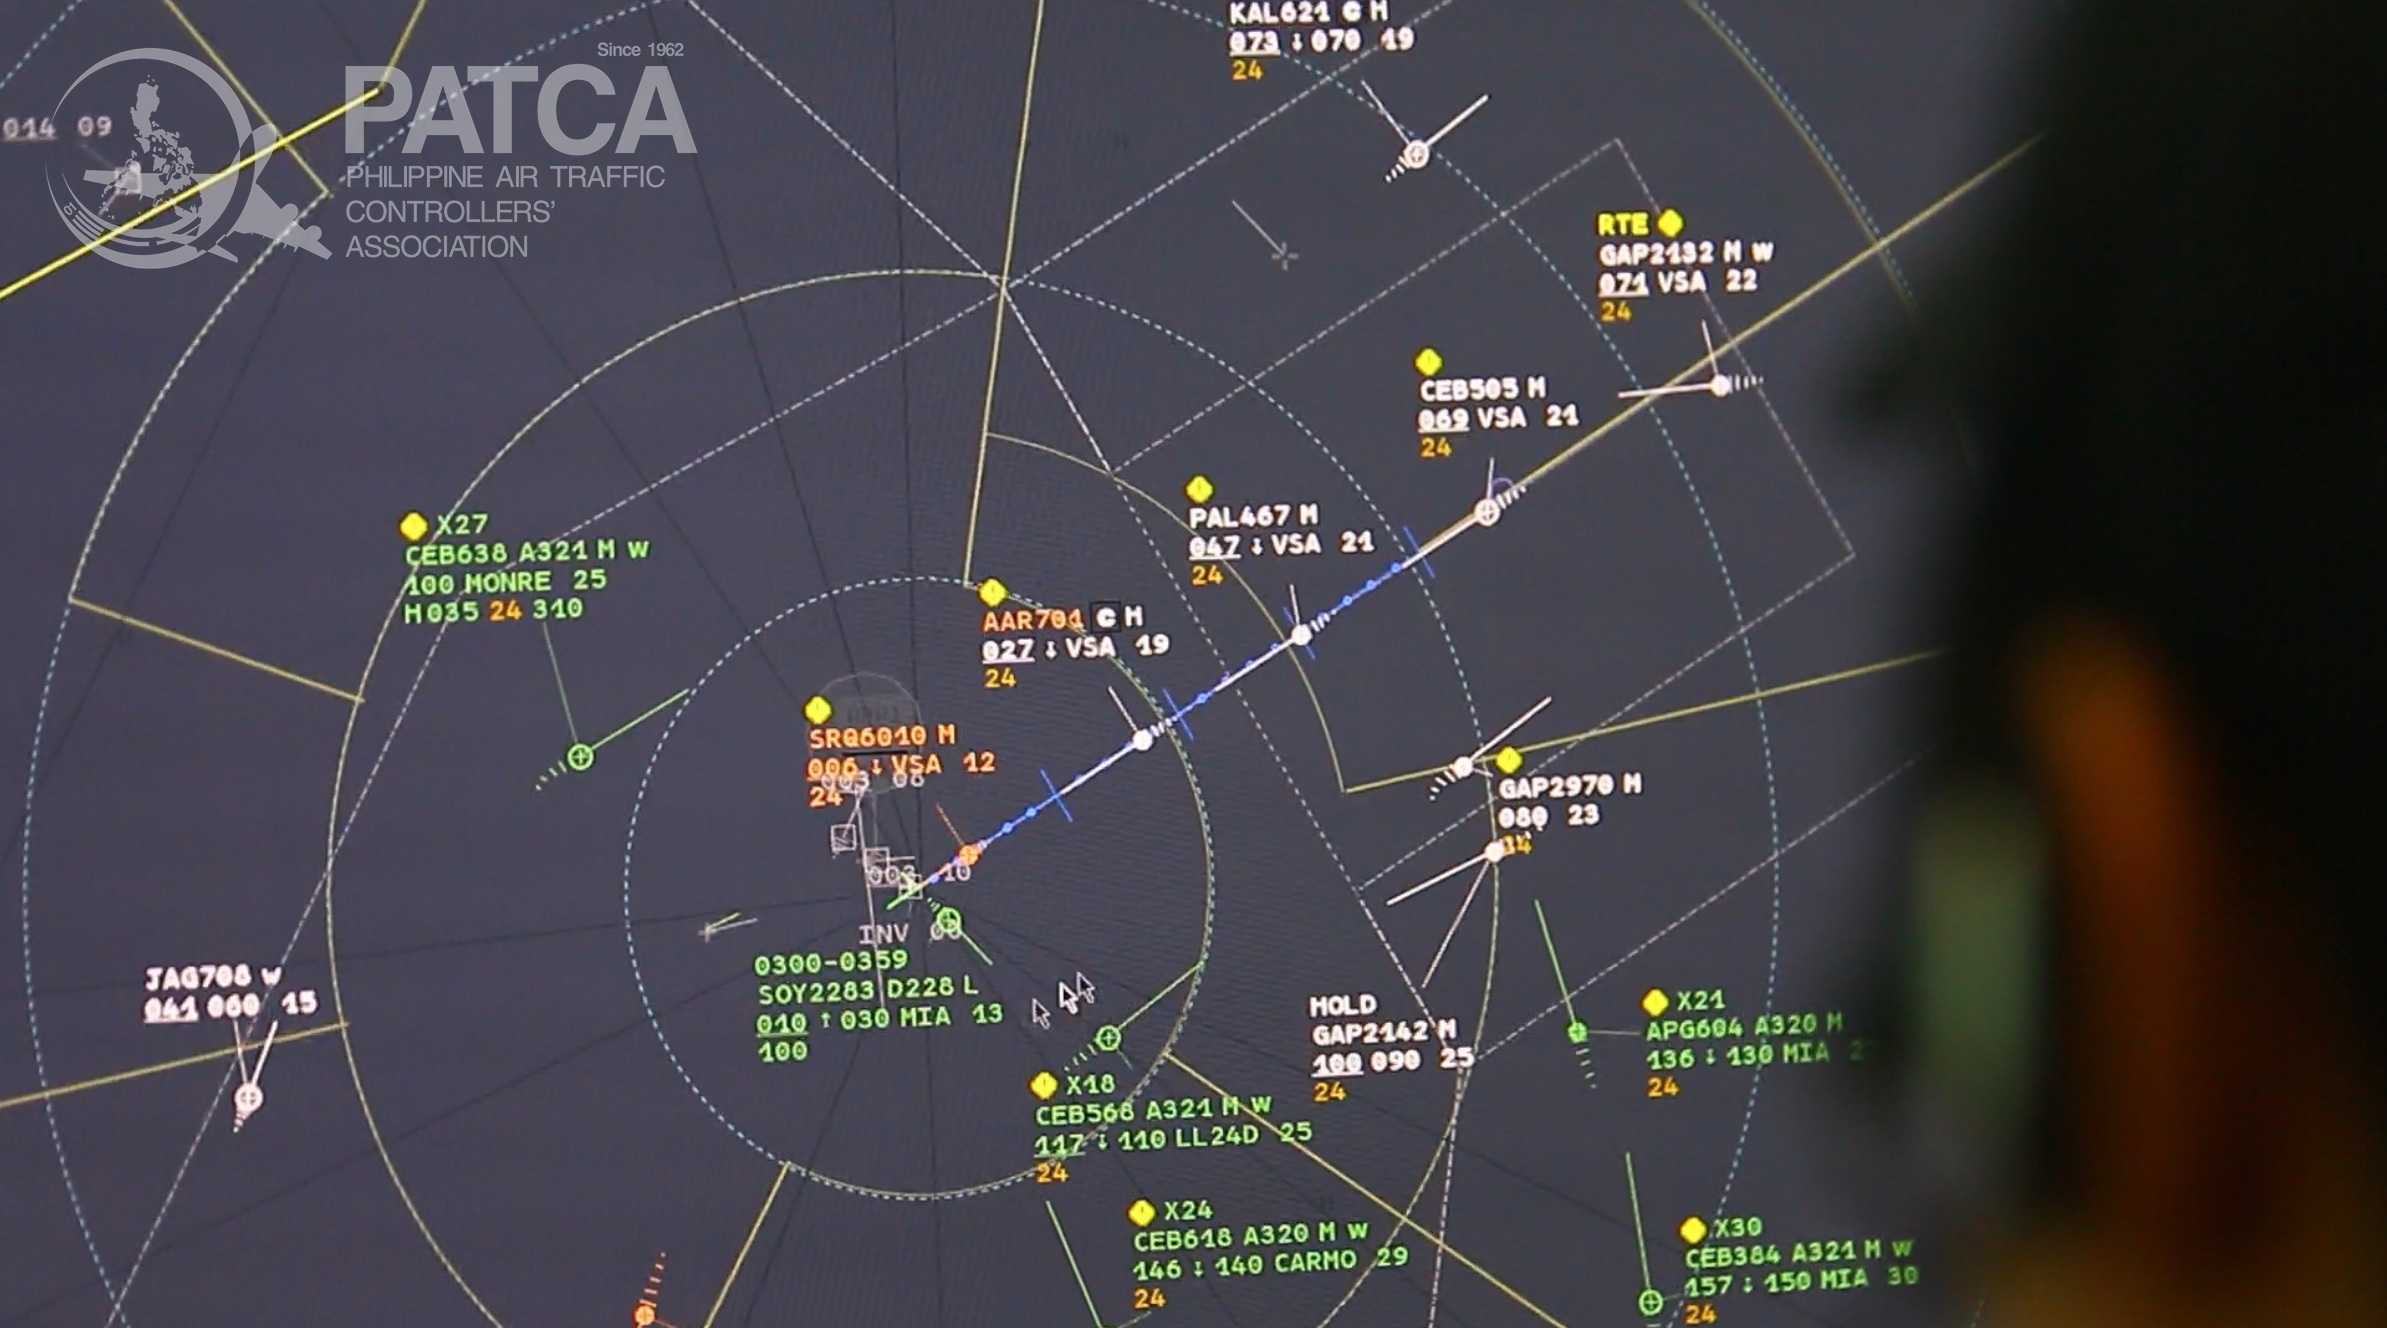 Since 1962
PATCA
PHILIPPINE AIR TRAFFIC
CONTROLLERS'
ASSOCIATION
014 09
KAL621 C H
073 ↓ 070 19
24
RTE
GAP2132 M W
071 VSA 22
24
CEB505 M
069 VSA 21
24
PAL467 M
047 ↓ VSA 21
24
X27
CEB638 A321 M W
100 MONRE 25
H035 24 310
AAR701 C H
027 ↓ VSA 19
24
SRQ6010 M
006 ↓ VSA 12
24
003 08
10
INV
0300-0359
SOY2283 D228 L
010 ↑ 030 MIA 13
100
GAP2970 M
080 23
JAG708 W
041 060 15
HOLD
GAP2142 M
100 090 25
24
X21
APG604 A320 M
136 ↓ 130 MIA
24
X18
CEB568 A321 M W
117 ↓ 110 LL24D 25
24
X24
CEB618 A320 M W
146 ↓ 140 CARMO 29
24
X30
CEB384 A321 M W
157 ↓ 150 MIA 30
24